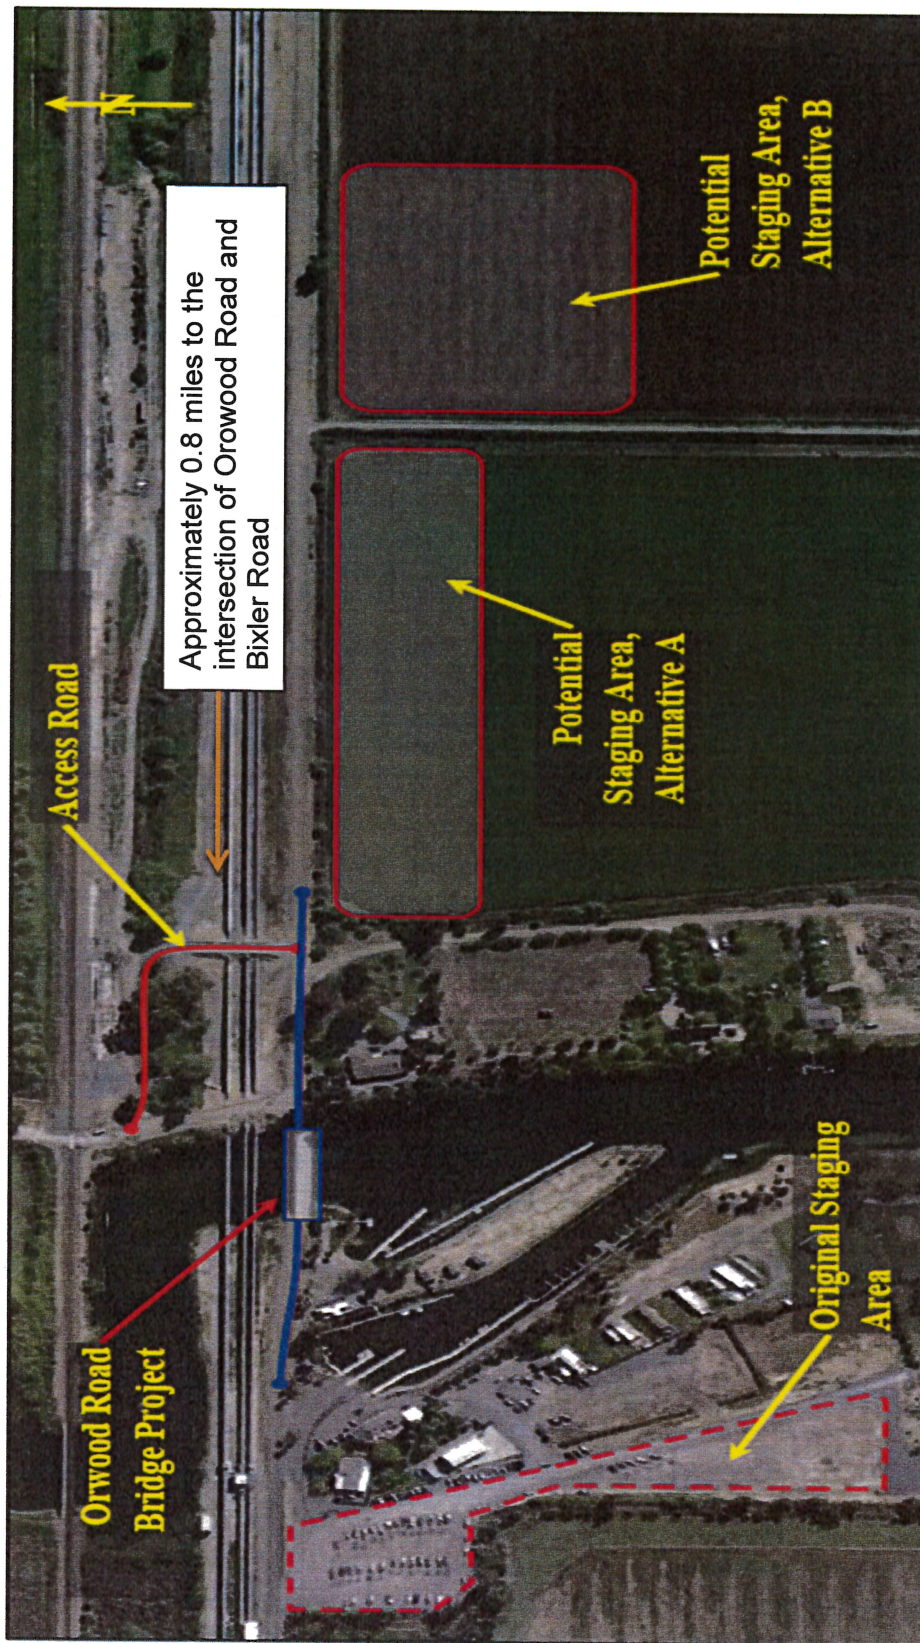 N
Approximately 0.8 miles to the
intersection of Orowood Road and
Bixler Road
Access Road
Orwood Road
Bridge Project
Potential
Staging Area,
Alternative B
Potential
Staging Area,
Alternative A
Original Staging
Area